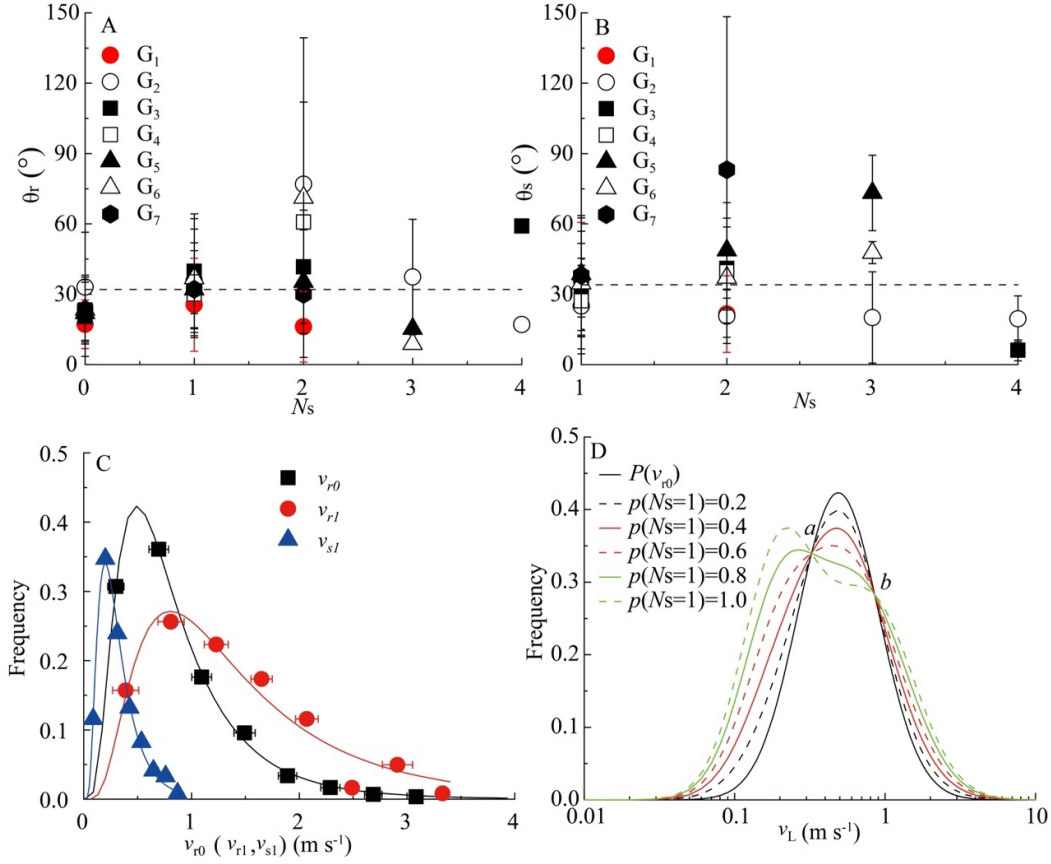 A
150
120
90
60
30
0
θr (°)
G1
G2
G3
G4
G5
G6
G7
0 1 2 3 4
Ns
B
150
120
90
60
30
0
θs (°)
G1
G2
G3
G4
G5
G6
G7
1 2 3 4
Ns
C
0.5
0.4
0.3
0.2
0.1
0.0
Frequency
vr0
vr1
vs1
0 1 2 3 4
vr0 (vr1,vs1) (m s-1)
D
0.5
0.4
0.3
0.2
0.1
0.0
Frequency
P(vr0)
p(Ns=1)=0.2
p(Ns=1)=0.4
p(Ns=1)=0.6
p(Ns=1)=0.8
p(Ns=1)=1.0
a
b
0.1 1 10
vL (m s-1)